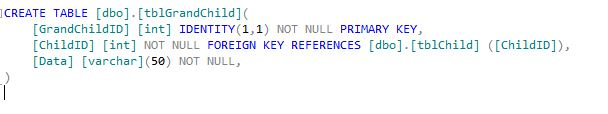 CREATE TABLE [dbo].[tblGrandChild](
[GrandChildID] [int] IDENTITY(1,1) NOT NULL PRIMARY KEY,
[ChildID] [int] NOT NULL FOREIGN KEY REFERENCES [dbo].[tblChild] ([ChildID]),
[Data] [varchar](50) NOT NULL,
)